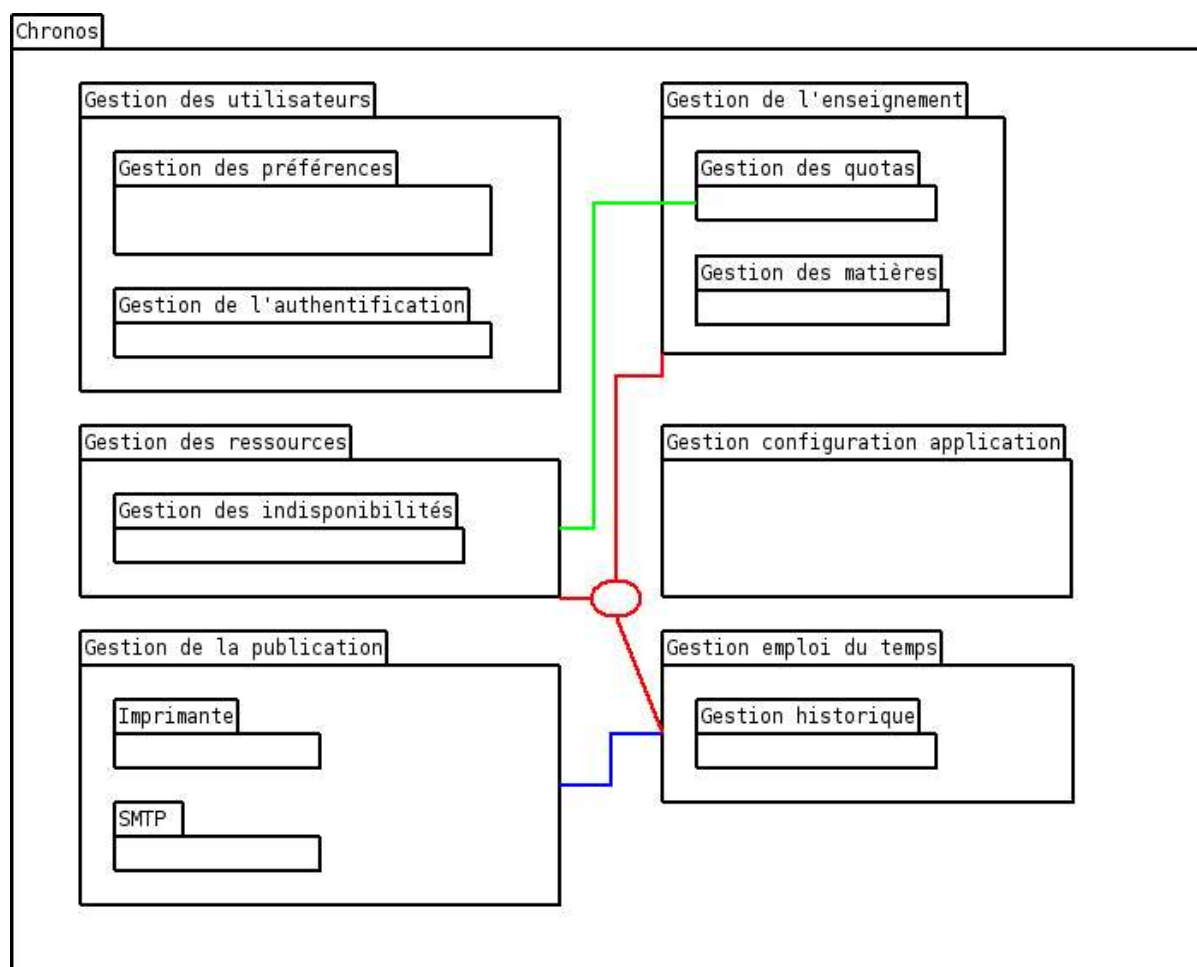 Chronos
Gestion des utilisateurs
Gestion des préférences
Gestion de l'authentification
Gestion de l'enseignement
Gestion des quotas
Gestion des matières
Gestion des ressources
Gestion des indisponibilités
Gestion configuration application
Gestion de la publication
Imprimante
SMTP
Gestion emploi du temps
Gestion historique